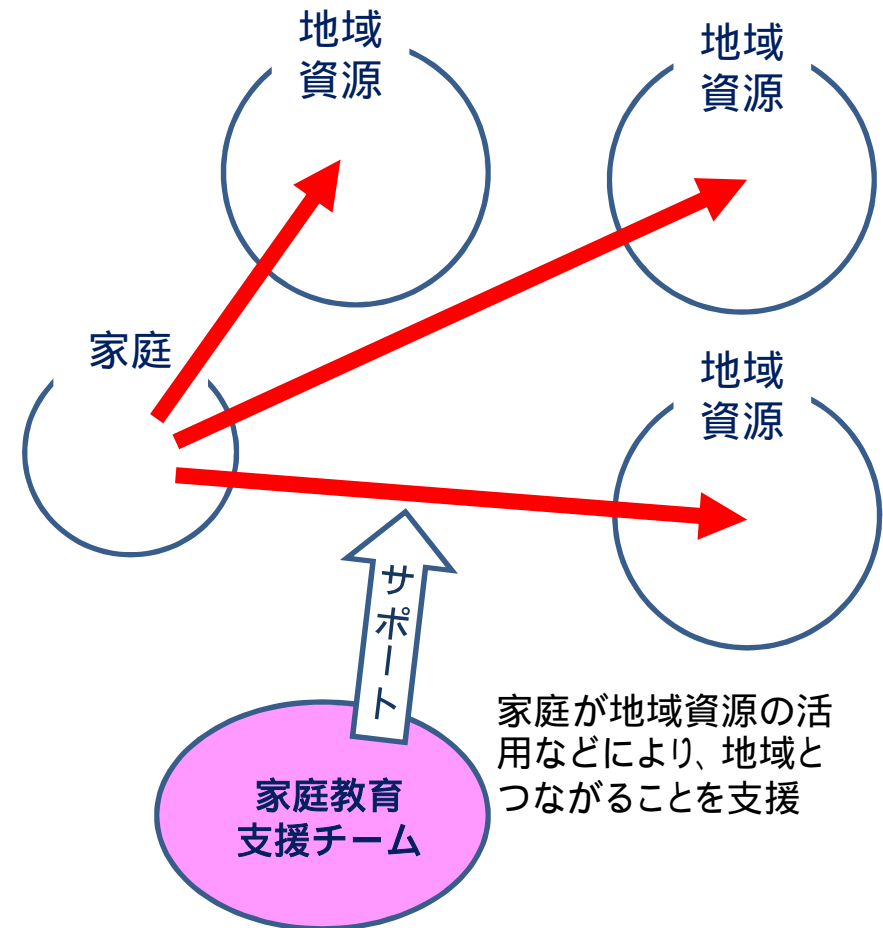 地域
資源
地域
資源
家庭
地域
資源
サポート
家庭が地域資源の活
用などにより、地域と
つながることを支援
家庭教育
支援チーム